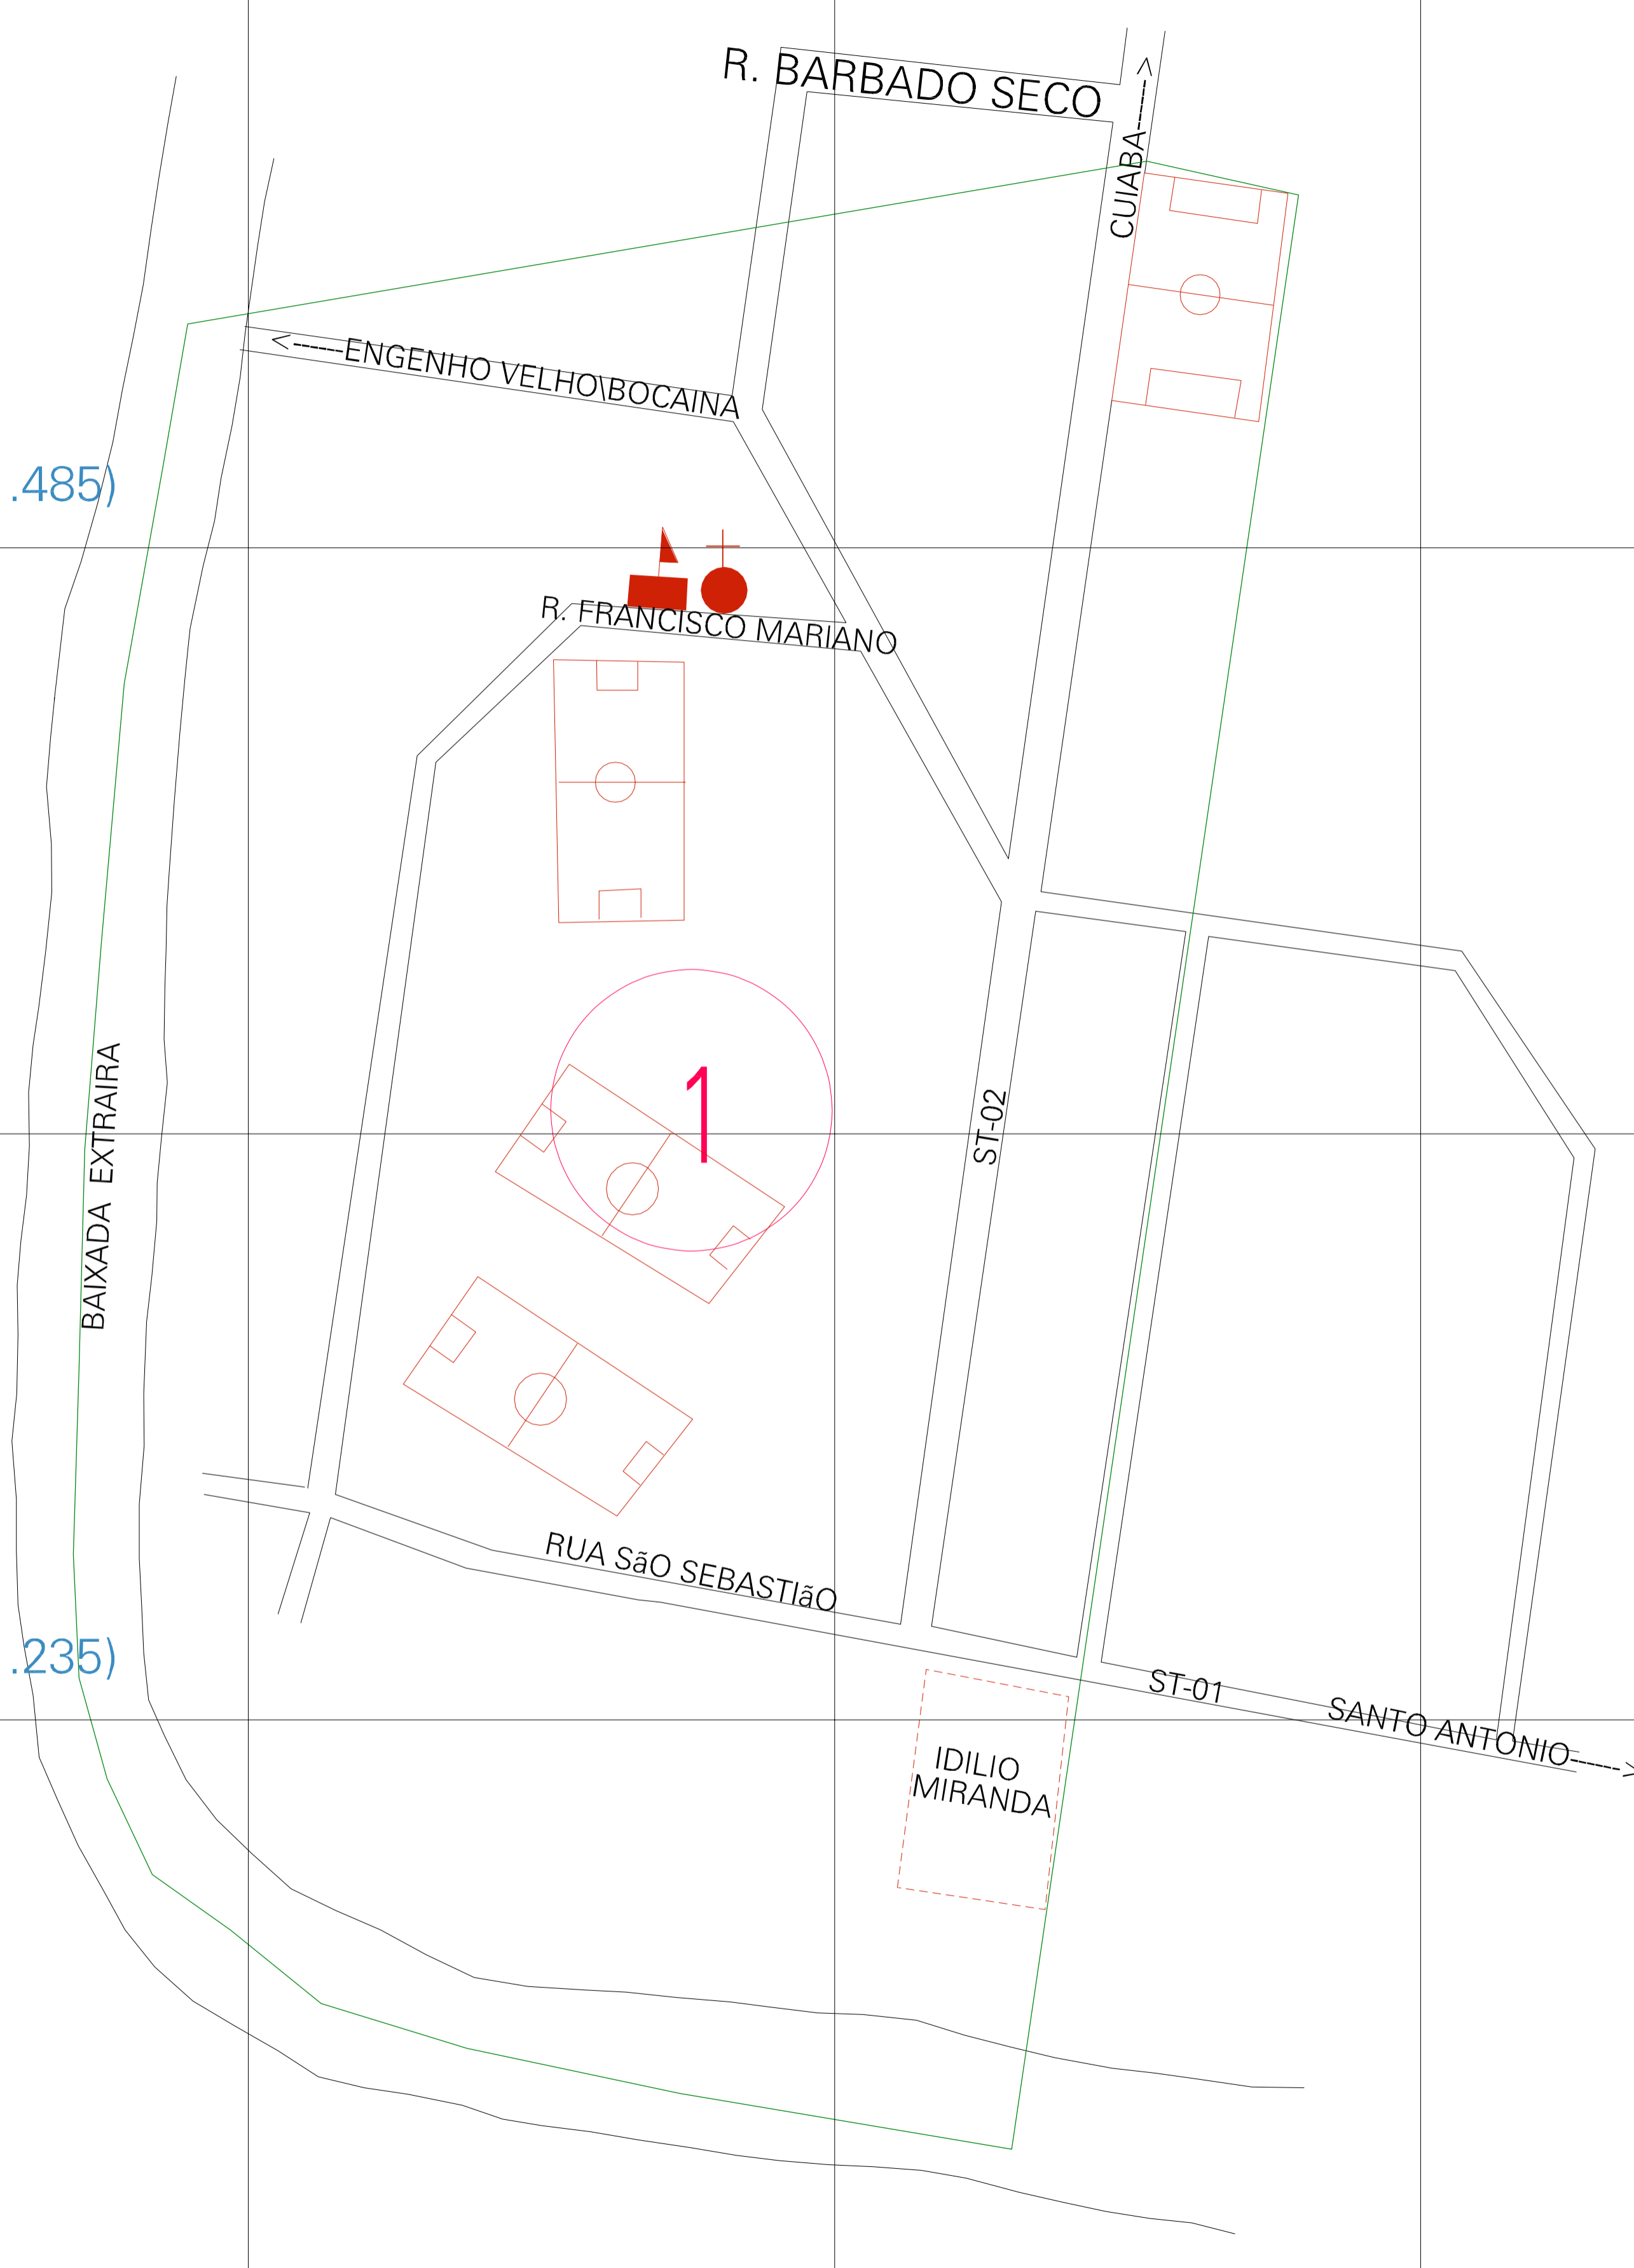 R. BARBADO SECO
CUIABA
ENGENHO VELHO\BOCAINA
.485)
R. FRANCISCO MARIANO
1
BAIXADA EXTRAIRA
ST-02
RUA SãO SEBASTIãO
.235)
ST-01
SANTO ANTONIO
IDILIO
MIRANDA